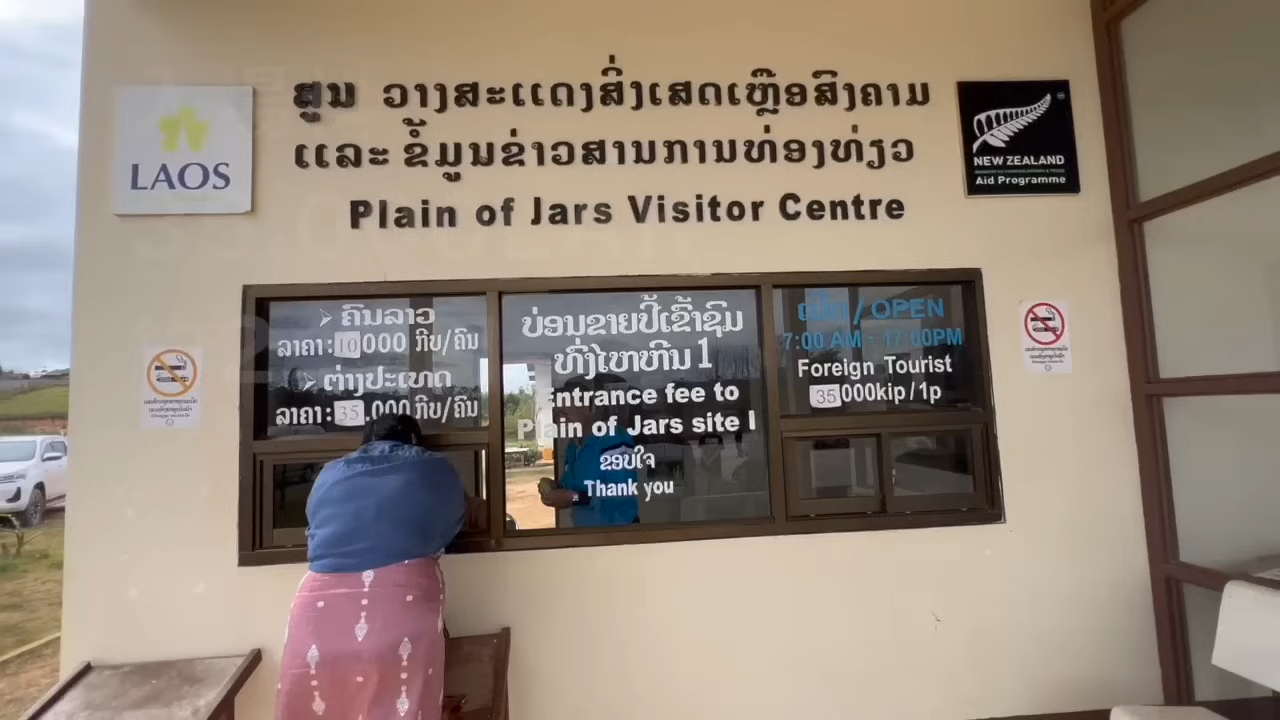 ສູນ ວາງສະແດງສິ່ງເສດເຫຼືອສົງຄາມ
ແລະ ຂໍ້ມູນຂ່າວສານການທ່ອງທ່ຽວ
Plain of Jars Visitor Centre
LAOS
NEW ZEALAND
Aid Programme
ຄົນລາວ
ລາຄາ:10000 ກີບ/ຄົນ
ຕ່າງປະເທດ
ລາຄາ:35.000 ກີບ/ຄົນ
ບ່ອນຂາຍປີ້ເຂົ້າຊົມ
ທົ່ງໄຫຫີນ 1
Entrance fee to
Plain of Jars site I
ຂອບໃຈ
Thank you
ເປີດ / OPEN
7:00 AM - 17:00PM
Foreign Tourist
35000kip/1p